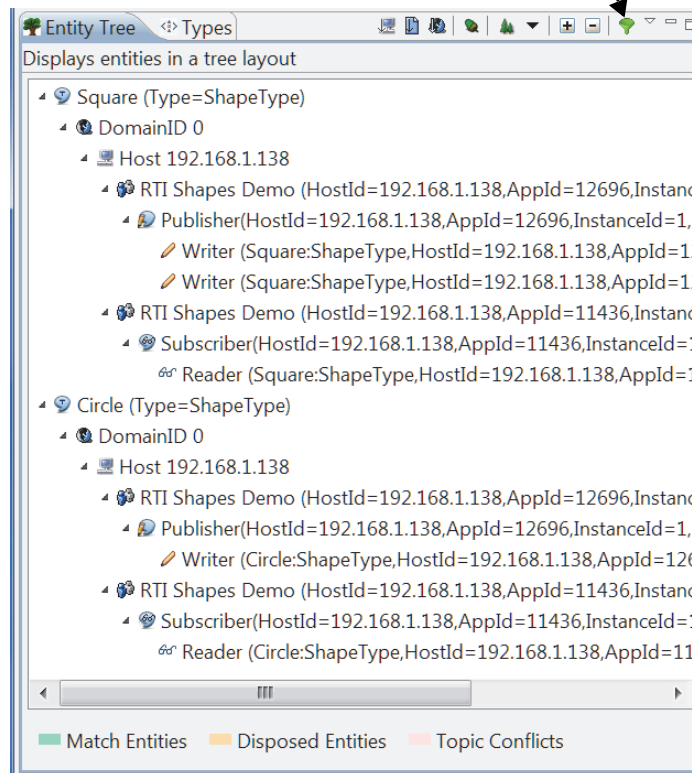 Entity Tree Types
Displays entities in a tree layout
Square (Type=ShapeType)
DomainID 0
Host 192.168.1.138
RTI Shapes Demo (HostId=192.168.1.138,AppId=12696,Instanc
Publisher(HostId=192.168.1.138,AppId=12696,InstanceId=1,
Writer (Square:ShapeType,HostId=192.168.1.138,AppId=1
Writer (Square:ShapeType,HostId=192.168.1.138,AppId=1
RTI Shapes Demo (HostId=192.168.1.138,AppId=11436,Instanc
Subscriber(HostId=192.168.1.138,AppId=11436,InstanceId=1
Reader (Square:ShapeType,HostId=192.168.1.138,AppId=1
Circle (Type=ShapeType)
DomainID 0
Host 192.168.1.138
RTI Shapes Demo (HostId=192.168.1.138,AppId=12696,Instanc
Publisher(HostId=192.168.1.138,AppId=12696,InstanceId=1,
Writer (Circle:ShapeType,HostId=192.168.1.138,AppId=126
RTI Shapes Demo (HostId=192.168.1.138,AppId=11436,Instanc
Subscriber(HostId=192.168.1.138,AppId=11436,InstanceId=1
Reader (Circle:ShapeType,HostId=192.168.1.138,AppId=11
Match Entities Disposed Entities Topic Conflicts